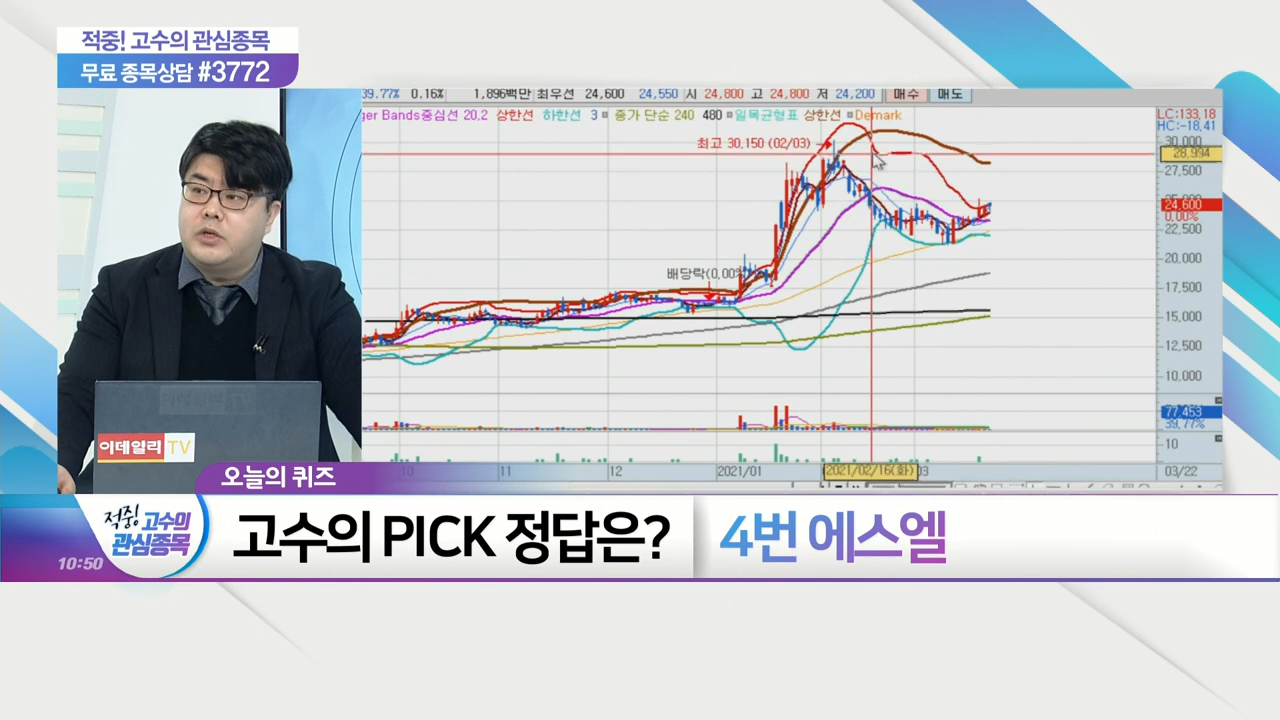 적중! 고수의 관심종목
무료 종목상담 #3772
39.77% 0.16% 1,896백만 최우선 24,600 24,550 시 24,800 고 24,800 저 24,200 매수 매도
ger Bands중심선 20,2 상한선 하한선 3 종가 단순 240 480 일목균형표 상한선 Demark
LC:133.18
HC:-18.41
최고 30,150 (02/03)
30,000
28,994
27,500
24,600
0.00%
22,500
배당락(0.00%)
20,000
17,500
15,000
12,500
10,000
77,453
39.77%
10
이데일리 TV
10 11 12 2021/01 2021/02/16(화) 03 03/22
오늘의 퀴즈
적중! 고수의
관심종목
10:50
고수의 PICK 정답은? 4번 에스엘